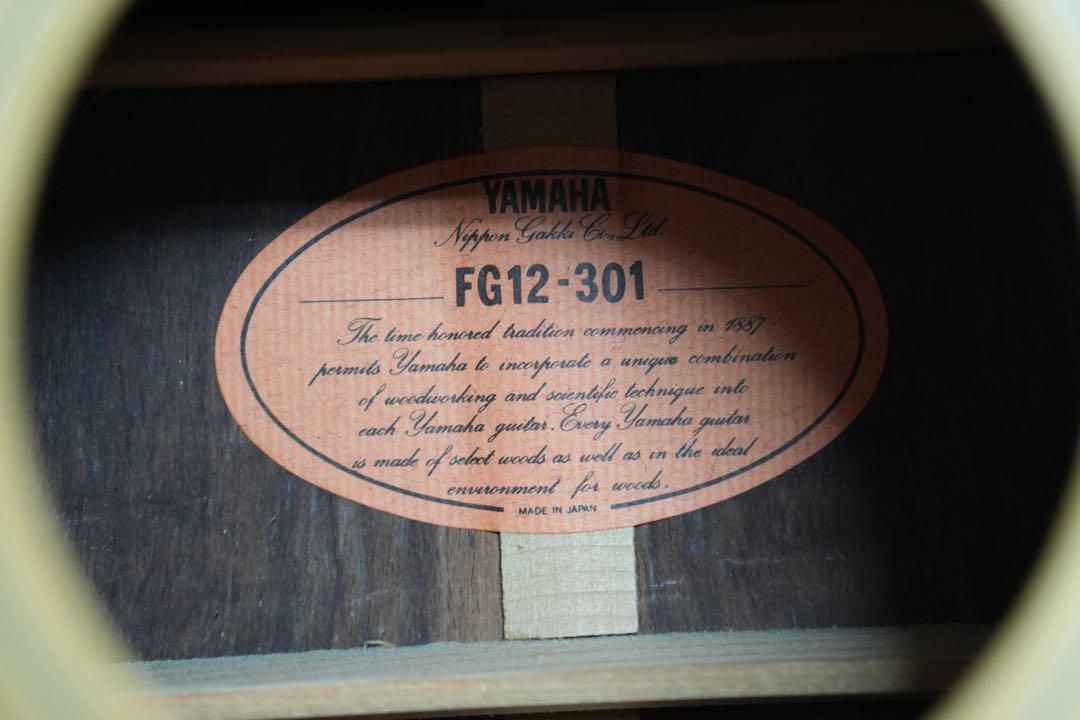 YAMAHA
Nippon Gakki Co., Ltd.
FG12-301
The time honored tradition commencing in 1887
permits Yamaha to incorporate a unique combination
of woodworking and scientific technique into
each Yamaha guitar. Every Yamaha guitar
is made of select woods as well as in the ideal
environment for woods.
MADE IN JAPAN